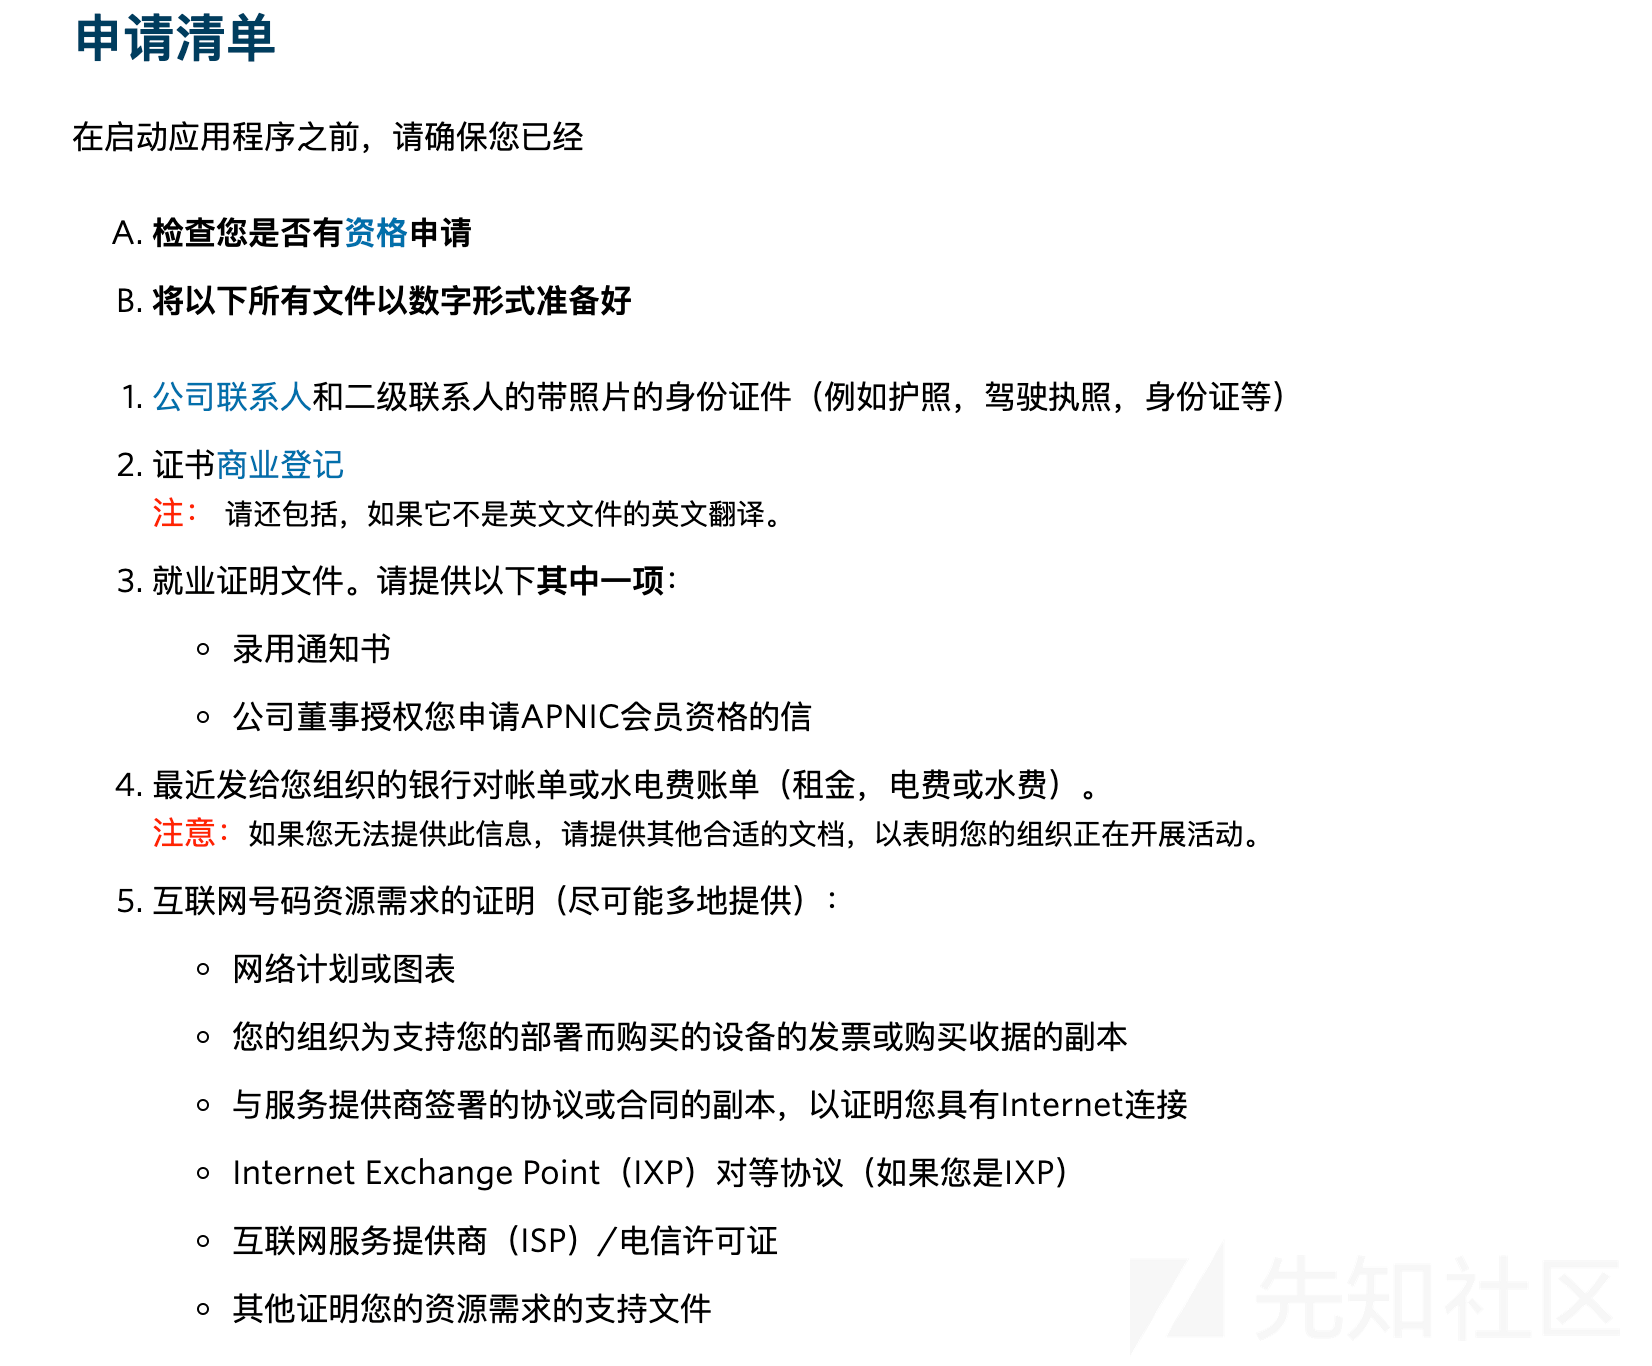 申请清单
在启动应用程序之前，请确保您已经
A. 检查您是否有资格申请
B. 将以下所有文件以数字形式准备好
1. 公司联系人和二级联系人的带照片的身份证件（例如护照，驾驶执照，身份证等）
2. 证书商业登记
注： 请还包括，如果它不是英文文件的英文翻译。
3. 就业证明文件。请提供以下其中一项：
○ 录用通知书
○ 公司董事授权您申请APNIC会员资格的信
4. 最近发给您组织的银行对帐单或水电费账单（租金，电费或水费）。
注意：如果您无法提供此信息，请提供其他合适的文档，以表明您的组织正在开展活动。
5. 互联网号码资源需求的证明（尽可能多地提供）：
○ 网络计划或图表
○ 您的组织为支持您的部署而购买的设备的发票或购买收据的副本
○ 与服务提供商签署的协议或合同的副本，以证明您具有Internet连接
○ Internet Exchange Point（IXP）对等协议（如果您是IXP）
○ 互联网服务提供商（ISP）/电信许可证
○ 其他证明您的资源需求的支持文件
先知社区